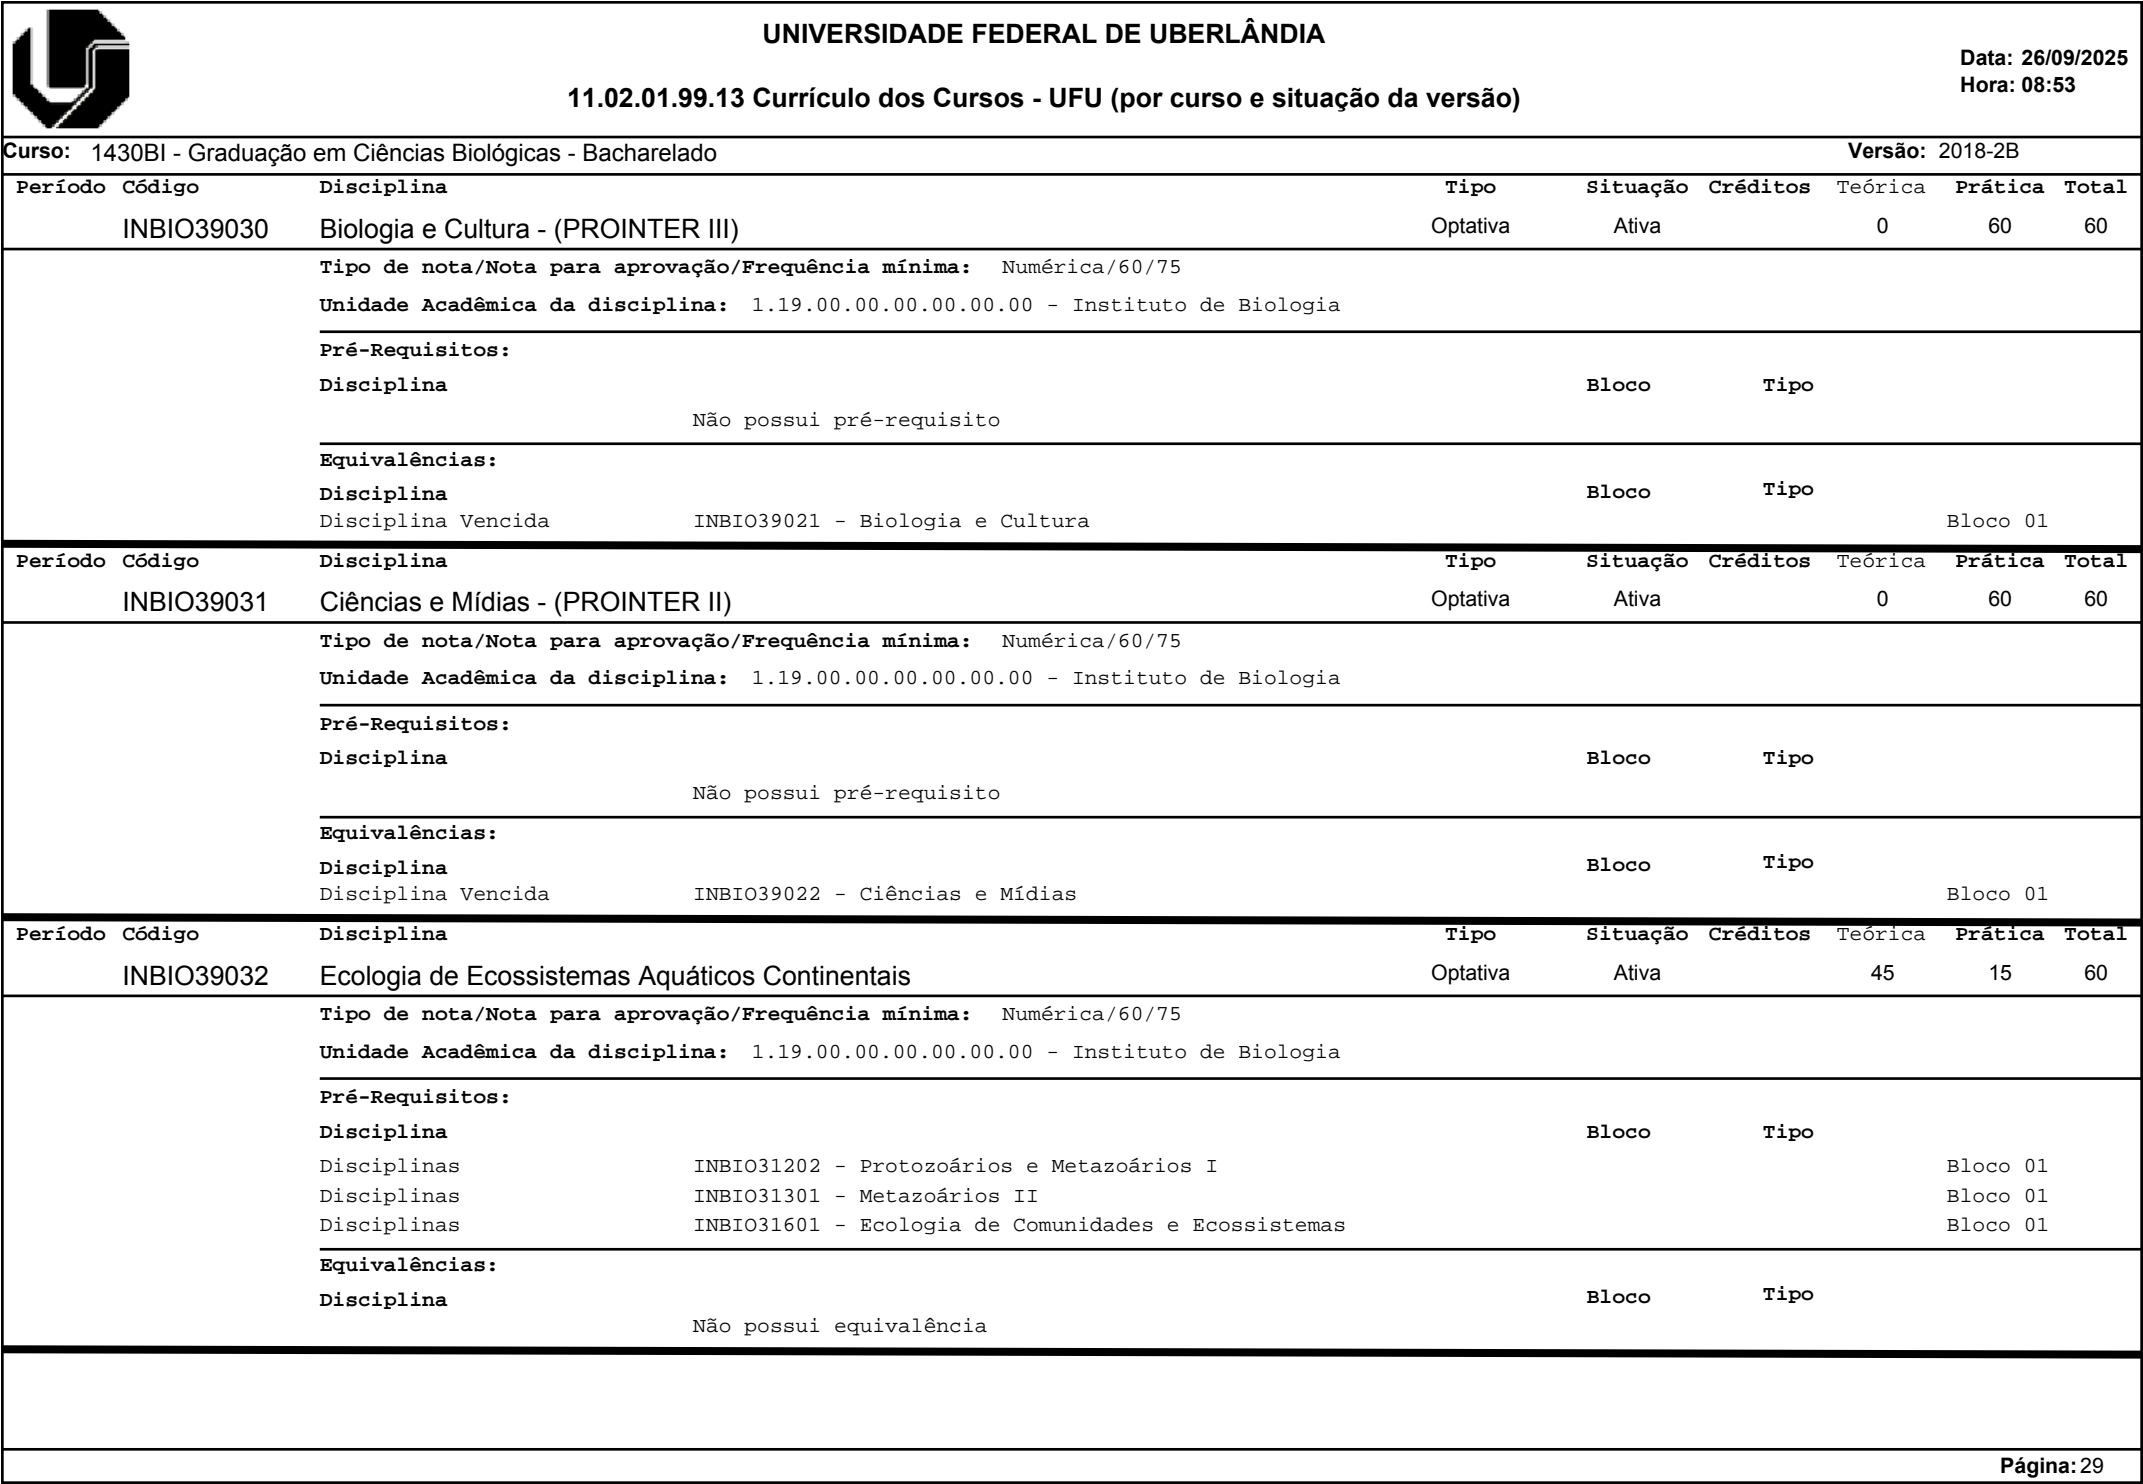 UNIVERSIDADE FEDERAL DE UBERLÂNDIA
Data: 26/09/2025
Hora: 08:53
11.02.01.99.13 Currículo dos Cursos - UFU (por curso e situação da versão)
Curso: 1430BI - Graduação em Ciências Biológicas - Bacharelado Versão: 2018-2B
Período Código Disciplina Tipo Situação Créditos Teórica Prática Total
INBIO39030 Biologia e Cultura - (PROINTER III) Optativa Ativa 0 60 60
Tipo de nota/Nota para aprovação/Frequência mínima: Numérica/60/75
Unidade Acadêmica da disciplina: 1.19.00.00.00.00.00.00 - Instituto de Biologia
Pré-Requisitos:
Disciplina Bloco Tipo
Não possui pré-requisito
Equivalências:
Disciplina Bloco Tipo
Disciplina Vencida INBIO39021 - Biologia e Cultura Bloco 01
Período Código Disciplina Tipo Situação Créditos Teórica Prática Total
INBIO39031 Ciências e Mídias - (PROINTER II) Optativa Ativa 0 60 60
Tipo de nota/Nota para aprovação/Frequência mínima: Numérica/60/75
Unidade Acadêmica da disciplina: 1.19.00.00.00.00.00.00 - Instituto de Biologia
Pré-Requisitos:
Disciplina Bloco Tipo
Não possui pré-requisito
Equivalências:
Disciplina Bloco Tipo
Disciplina Vencida INBIO39022 - Ciências e Mídias Bloco 01
Período Código Disciplina Tipo Situação Créditos Teórica Prática Total
INBIO39032 Ecologia de Ecossistemas Aquáticos Continentais Optativa Ativa 45 15 60
Tipo de nota/Nota para aprovação/Frequência mínima: Numérica/60/75
Unidade Acadêmica da disciplina: 1.19.00.00.00.00.00.00 - Instituto de Biologia
Pré-Requisitos:
Disciplina Bloco Tipo
Disciplinas INBIO31202 - Protozoários e Metazoários I Bloco 01
Disciplinas INBIO31301 - Metazoários II Bloco 01
Disciplinas INBIO31601 - Ecologia de Comunidades e Ecossistemas Bloco 01
Equivalências:
Disciplina Bloco Tipo
Não possui equivalência
Página: 29